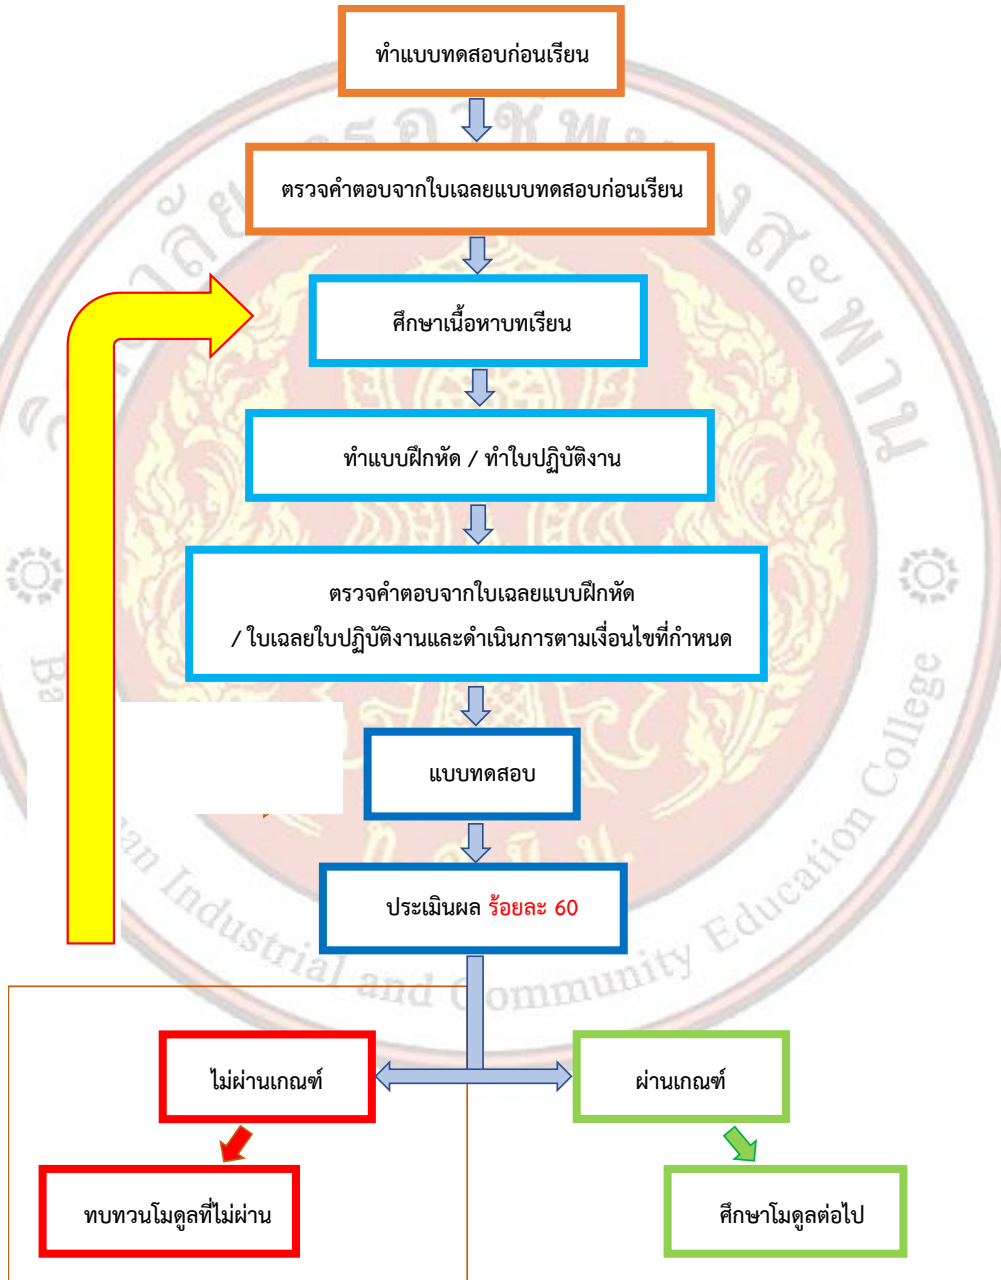 ทำแบบทดสอบก่อนเรียน
ตรวจคำตอบจากใบเฉลยแบบทดสอบก่อนเรียน
ศึกษาเนื้อหาบทเรียน
ทำแบบฝึกหัด / ทำใบปฏิบัติงาน
ตรวจคำตอบจากใบเฉลยแบบฝึกหัด
/ ใบเฉลยใบปฏิบัติงานและดำเนินการตามเงื่อนไขที่กำหนด
แบบทดสอบ
ประเมินผล ร้อยละ 60
ไม่ผ่านเกณฑ์
ผ่านเกณฑ์
ทบทวนโมดูลที่ไม่ผ่าน
ศึกษาโมดูลต่อไป
Industrial and Community Education College